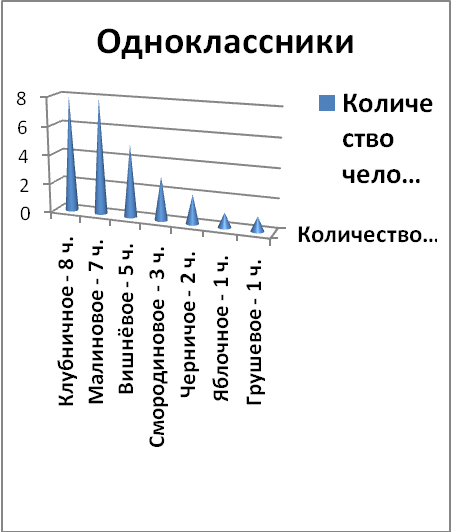 Одноклассники
8
6
4
2
0
Количе
ство
чело...
Количество...
Клубничное - 8 ч.
Малиновое - 7 ч.
Вишнёвое - 5 ч.
Смородиновое - 3 ч.
Черничое - 2 ч.
Яблочное - 1 ч.
Грушевое - 1 ч.